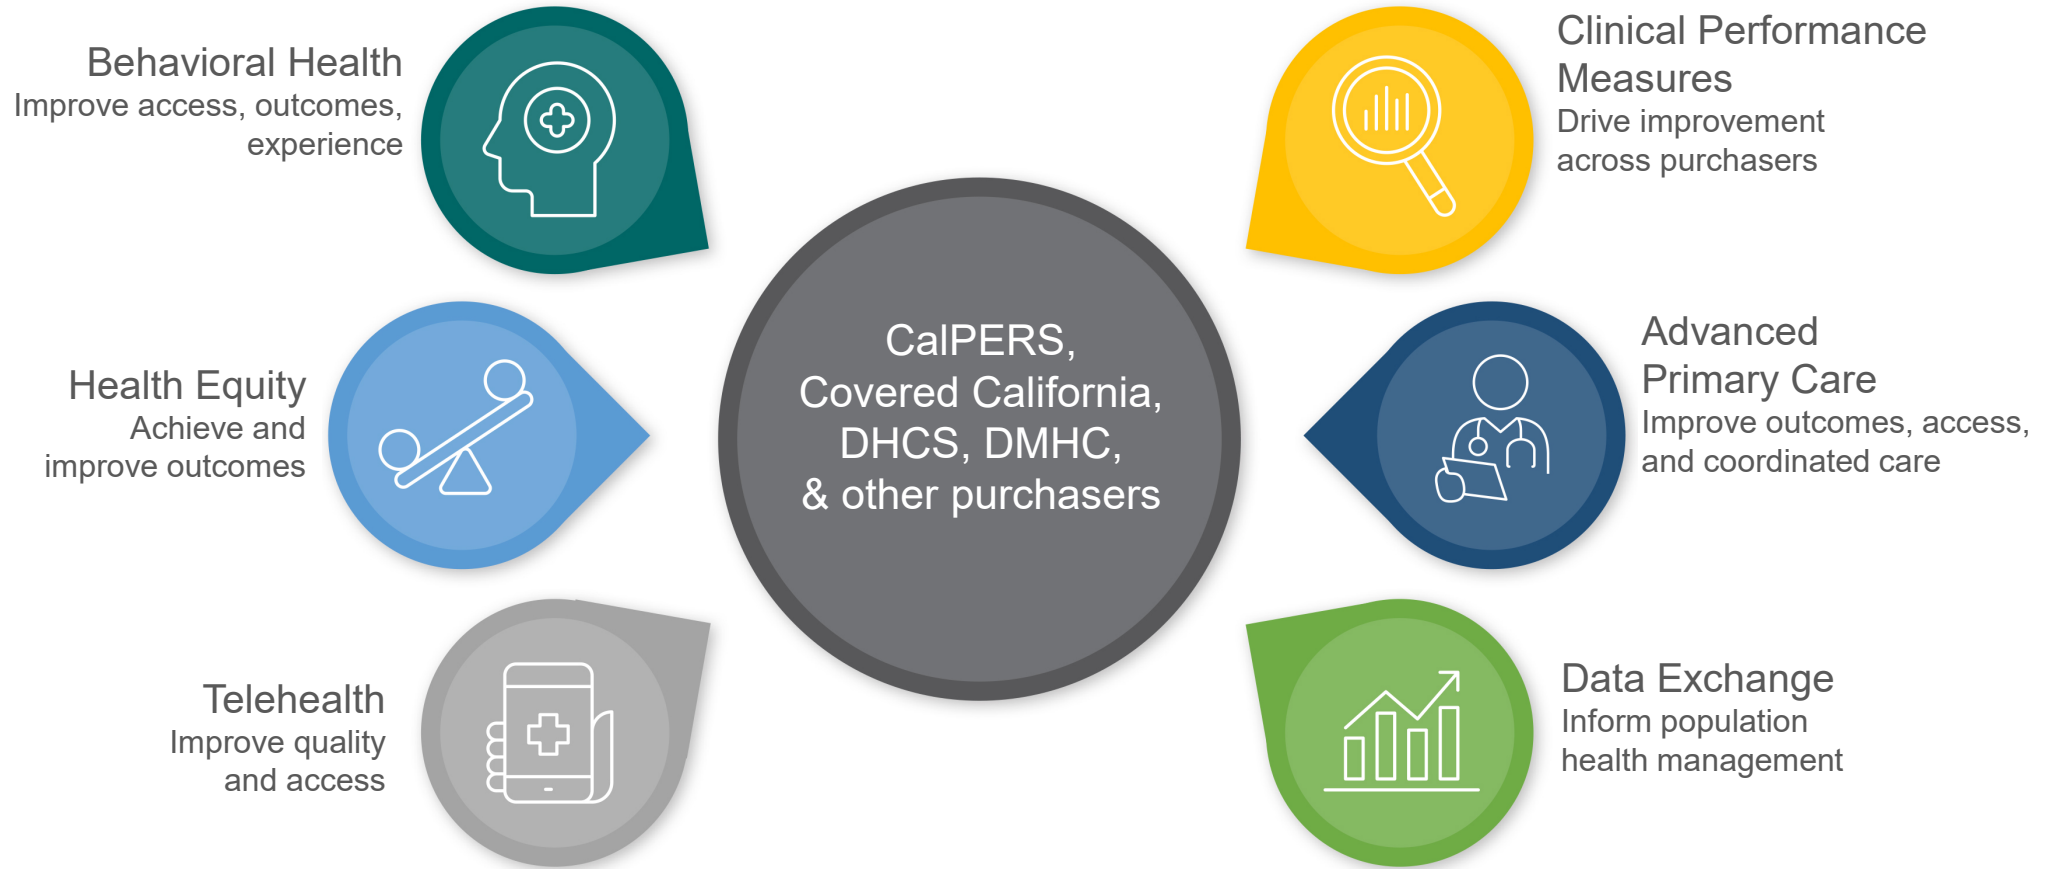 Behavioral Health
Improve access, outcomes,
experience
Health Equity
Achieve and
improve outcomes
Telehealth
Improve quality
and access
CalPERS,
Covered California,
DHCS, DMHC,
& other purchasers
Clinical Performance
Measures
Drive improvement
across purchasers
Advanced
Primary Care
Improve outcomes, access,
and coordinated care
Data Exchange
Inform population
health management